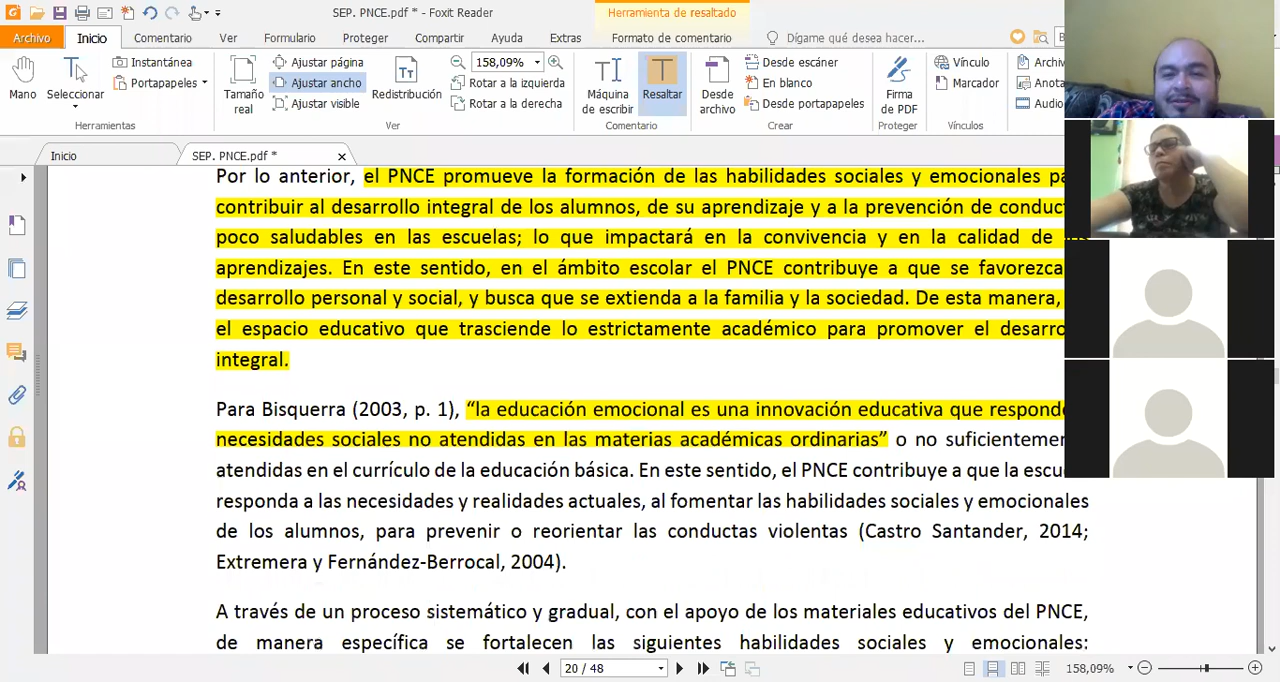 SEP. PNCE.pdf * - Foxit Reader
Herramienta de resaltado
Archivo Inicio Comentario Ver Formulario Proteger Compartir Ayuda Extras Formato de comentario Dígame qué desea hacer...
Mano
Seleccionar
Instantánea
Portapapeles
Herramientas
Tamaño real
Ajustar página
Ajustar ancho
Ajustar visible
Redistribución
158,09%
Rotar a la izquierda
Rotar a la derecha
Ver
Máquina de escribir
Resaltar
Comentario
Desde archivo
Desde escáner
En blanco
Desde portapapeles
Crear
Firma de PDF
Proteger
Vínculo
Marcador
Vínculos
Inicio
SEP. PNCE.pdf *
Por lo anterior, el PNCE promueve la formación de las habilidades sociales y emocionales pa
contribuir al desarrollo integral de los alumnos, de su aprendizaje y a la prevención de conduct
poco saludables en las escuelas; lo que impactará en la convivencia y en la calidad de
aprendizajes. En este sentido, en el ámbito escolar el PNCE contribuye a que se favorezca
desarrollo personal y social, y busca que se extienda a la familia y la sociedad. De esta manera,
el espacio educativo que trasciende lo estrictamente académico para promover el desarro
integral.
Para Bisquerra (2003, p. 1), “la educación emocional es una innovación educativa que responde
necesidades sociales no atendidas en las materias académicas ordinarias” o no suficientemen
atendidas en el currículo de la educación básica. En este sentido, el PNCE contribuye a que la escue
responda a las necesidades y realidades actuales, al fomentar las habilidades sociales y emocionales
de los alumnos, para prevenir o reorientar las conductas violentas (Castro Santander, 2014;
Extremera y Fernández-Berrocal, 2004).
A través de un proceso sistemático y gradual, con el apoyo de los materiales educativos del PNCE,
de manera específica se fortalecen las siguientes habilidades sociales y emocionales:
20 / 48
158,09%